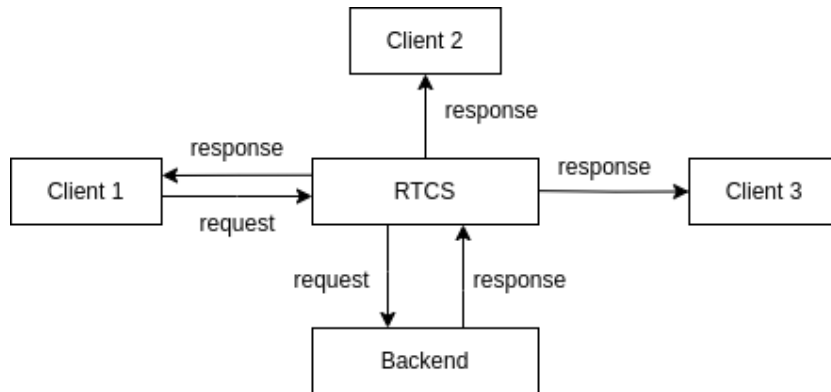 Client 2
response
response
response
Client 1
RTCS
Client 3
request
request
response
Backend